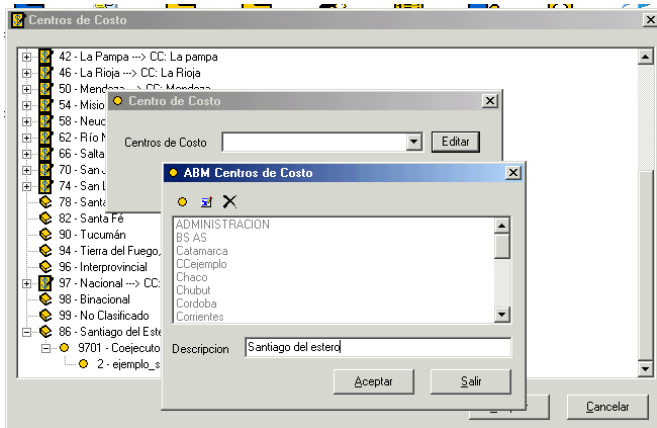 Centros de Costo
42 - La Pampa ---> CC: La pampa
46 - La Rioja ---> CC: La Rioja
50 - Mendoza ---> CC: Mendoza
54 - Misio
58 - Neuc
62 - Río N
66 - Salta
70 - San J
74 - San L
78 - Santa
82 - Santa Fé
90 - Tucumán
94 - Tierra del Fuego,
96 - Interprovincial
97 - Nacional ---> CC:
98 - Binacional
99 - No Clasificado
86 - Santiago del Este
9701 - Coejecuto
2 - ejemplo_s
Centro de Costo
Centros de Costo
Editar
ABM Centros de Costo
ADMINISTRACION
BS AS
Catamarca
CCejemplo
Chaco
Chubut
Cordoba
Corrientes
Descripcion
Santiago del estero
Aceptar
Salir
Cancelar